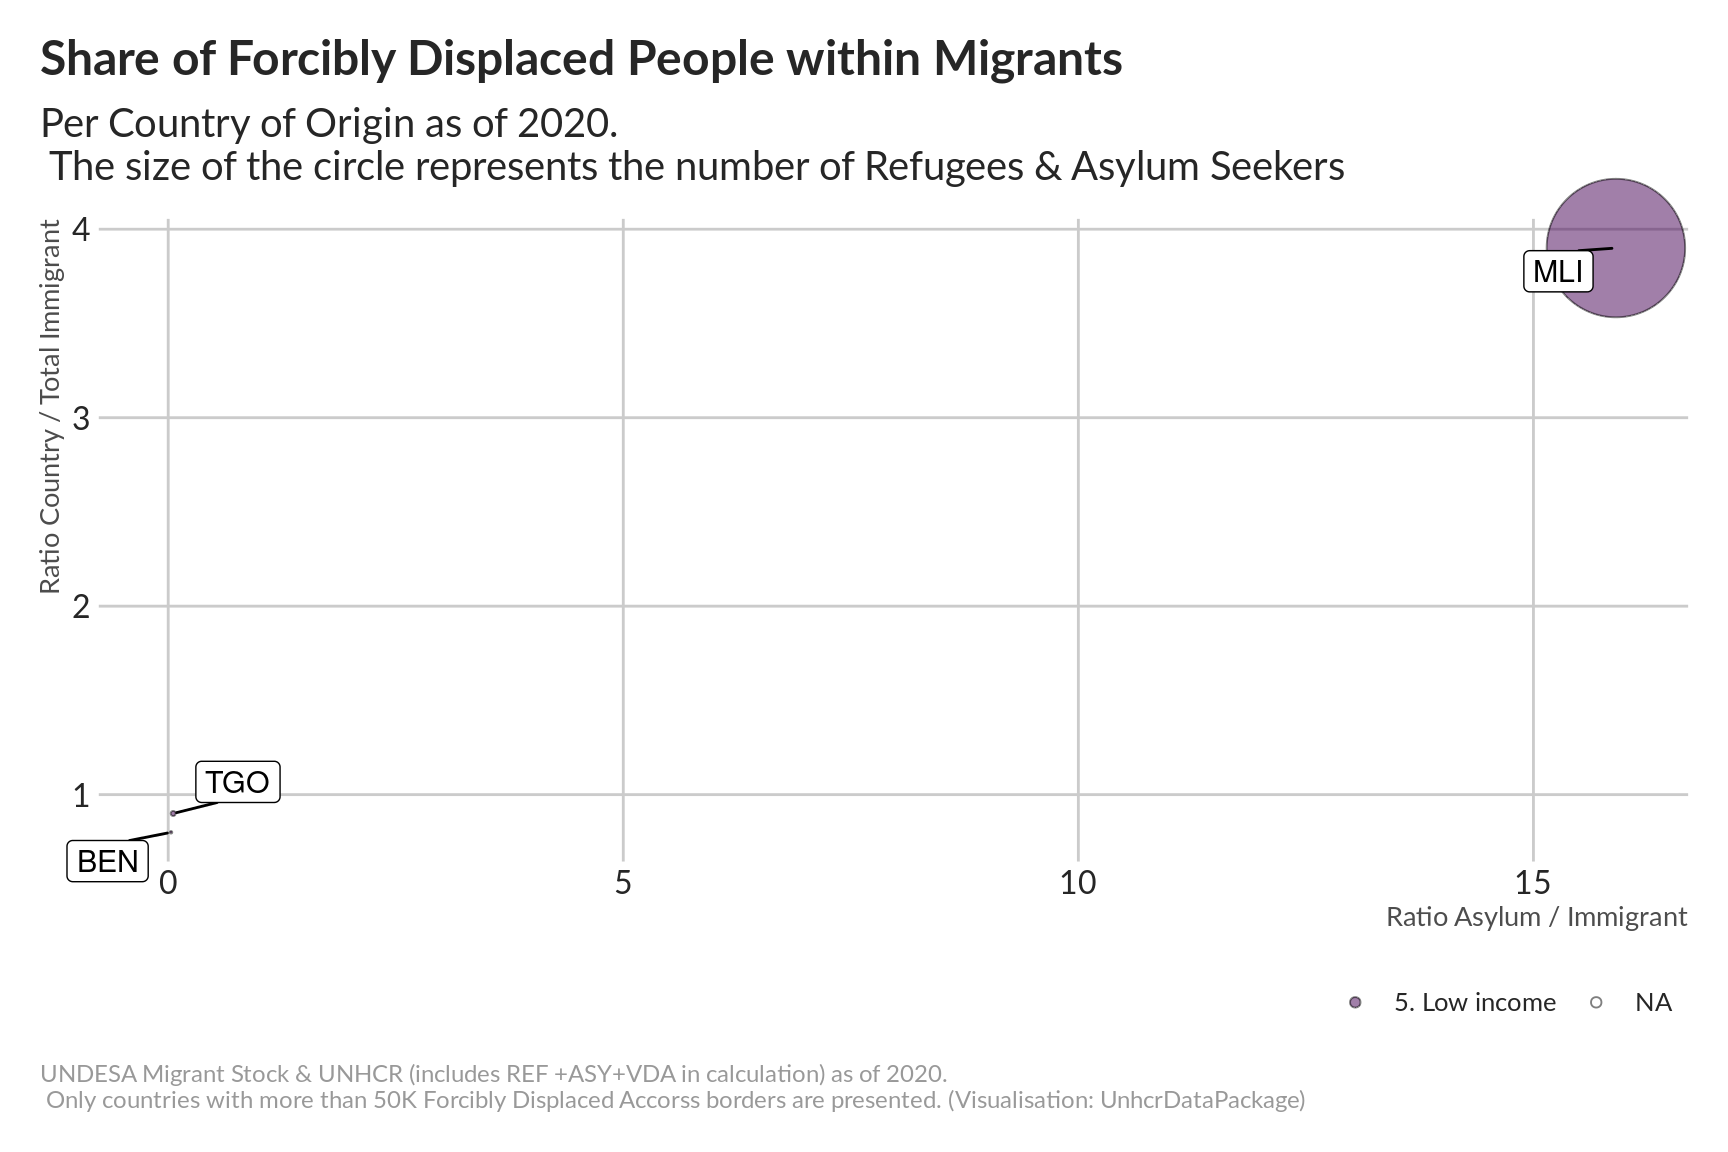 Share of Forcibly Displaced People within Migrants
Per Country of Origin as of 2020.
The size of the circle represents the number of Refugees & Asylum Seekers
Ratio Country / Total Immigrant
4
3
2
1
MLI
TGO
BEN
0
5
10
15
Ratio Asylum / Immigrant
5. Low income
NA
UNDESA Migrant Stock & UNHCR (includes REF +ASY+VDA in calculation) as of 2020.
Only countries with more than 50K Forcibly Displaced Accorss borders are presented. (Visualisation: UnhcrDataPackage)